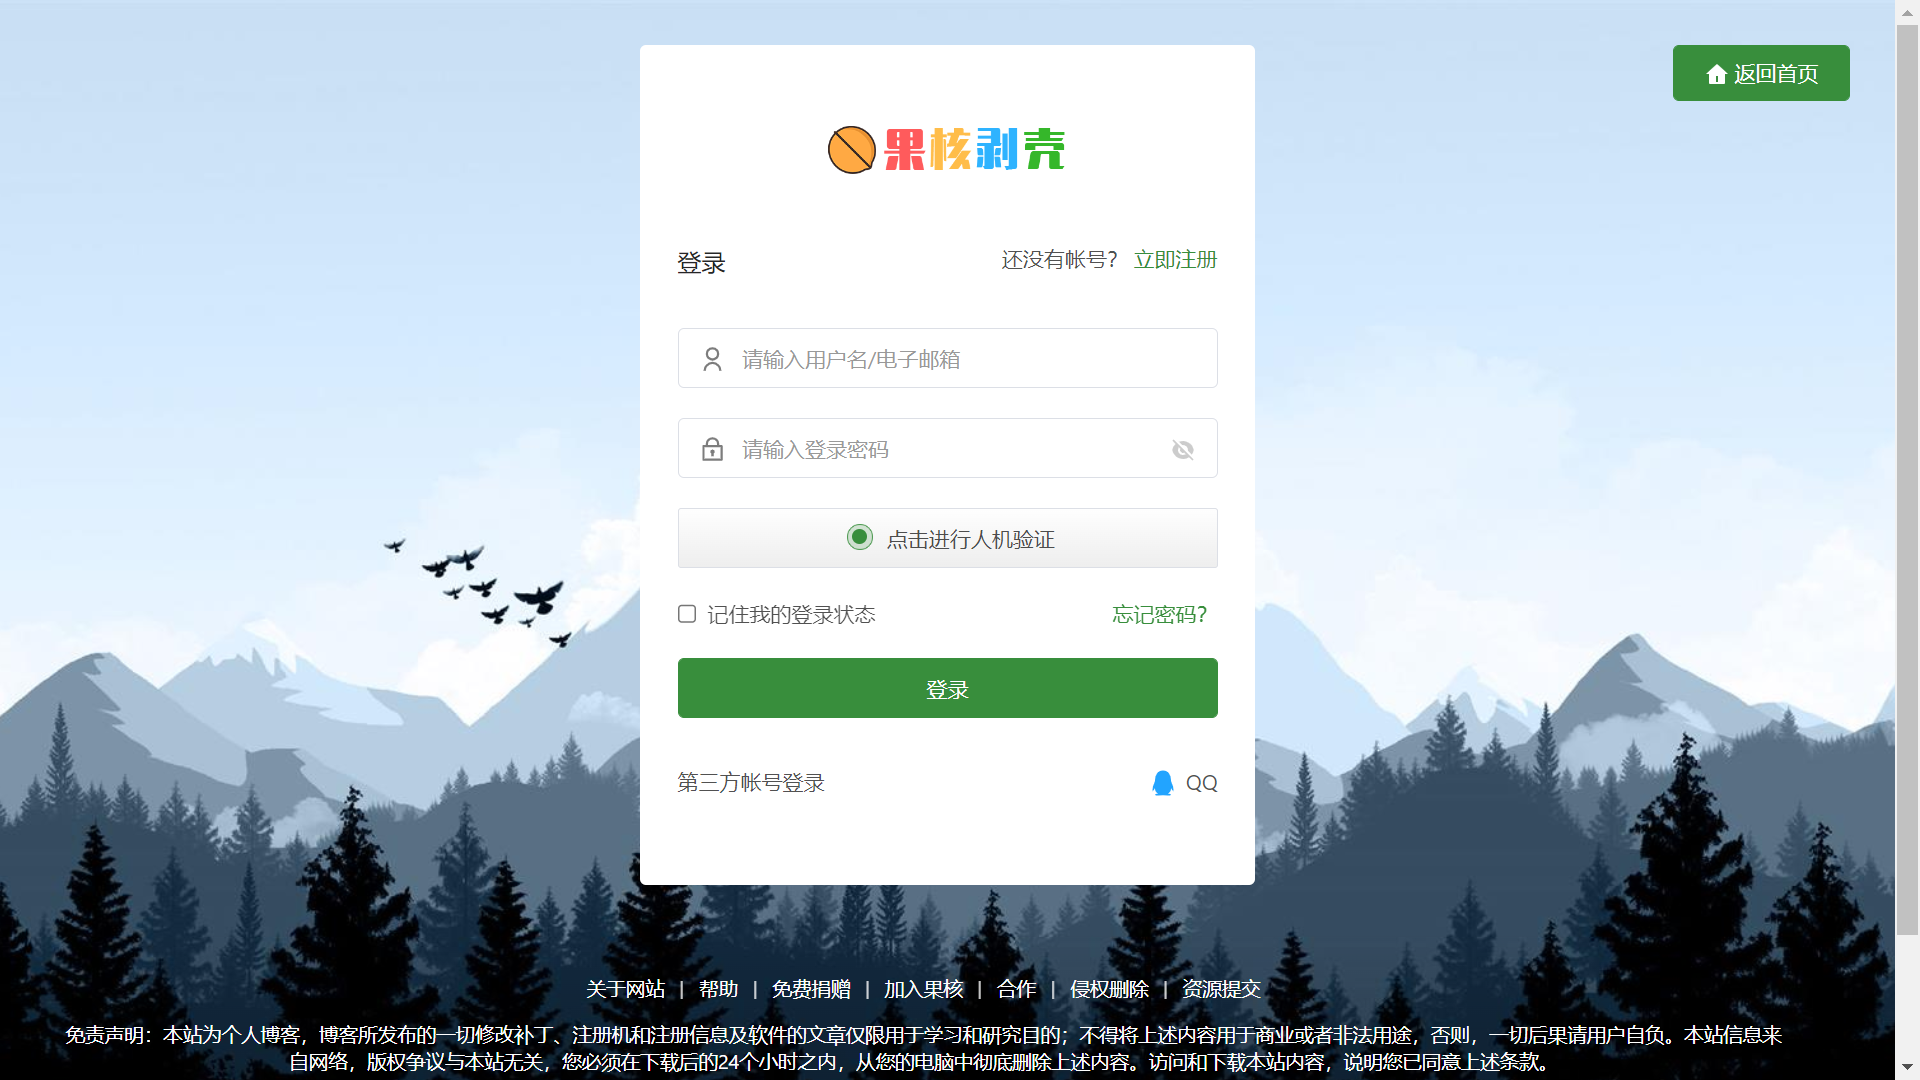 返回首页
果核剥壳
登录
还没有帐号? 立即注册
请输入用户名/电子邮箱
请输入登录密码
点击进行人机验证
记住我的登录状态
忘记密码?
登录
第三方帐号登录
QQ
关于网站 | 帮助 | 免费捐赠 | 加入果核 | 合作 | 侵权删除 | 资源提交
免责声明：本站为个人博客，博客所发布的一切修改补丁、注册机和注册信息及软件的文章仅限用于学习和研究目的；不得将上述内容用于商业或者非法用途，否则，一切后果请用户自负。本站信息来
自网络，版权争议与本站无关，您必须在下载后的24个小时之内，从您的电脑中彻底删除上述内容。访问和下载本站内容，说明您已同意上述条款。